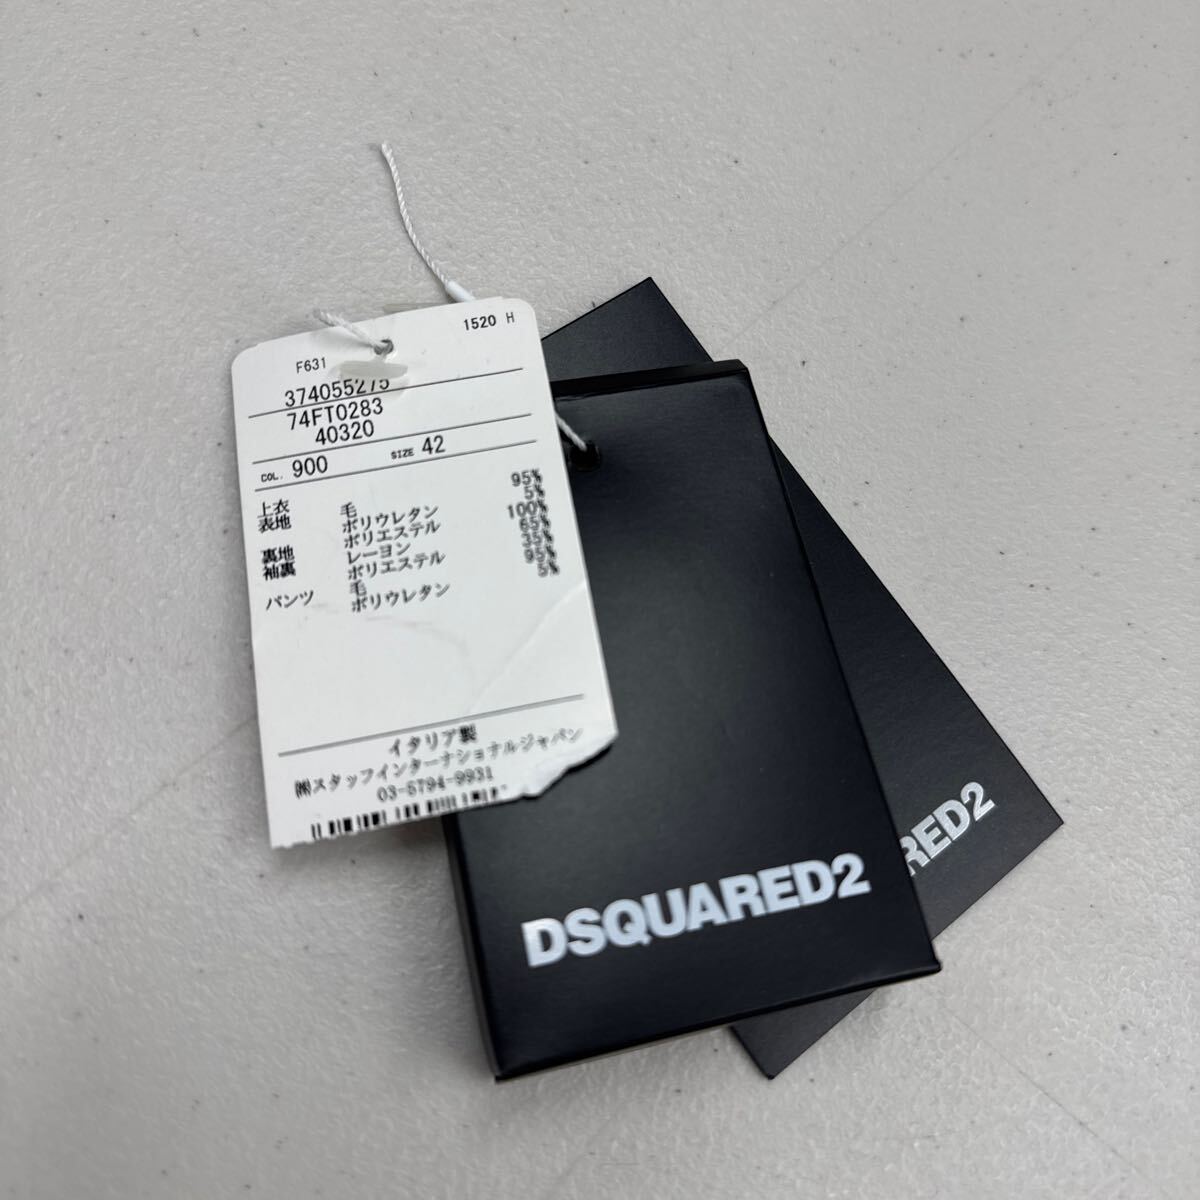 1520 H
F631
374055275
74FT0283
40320
COL. 900 SIZE 42
上衣
表地 毛 95%
ポリウレタン 5%
裏地 ポリエステル 100%
袖裏 レーヨン 65%
ポリエステル 35%
パンツ 毛 95%
ポリウレタン 5%
イタリア製
㈱スタッフインターナショナルジャパン
03-5794-9931
DSQUARED2
RED2